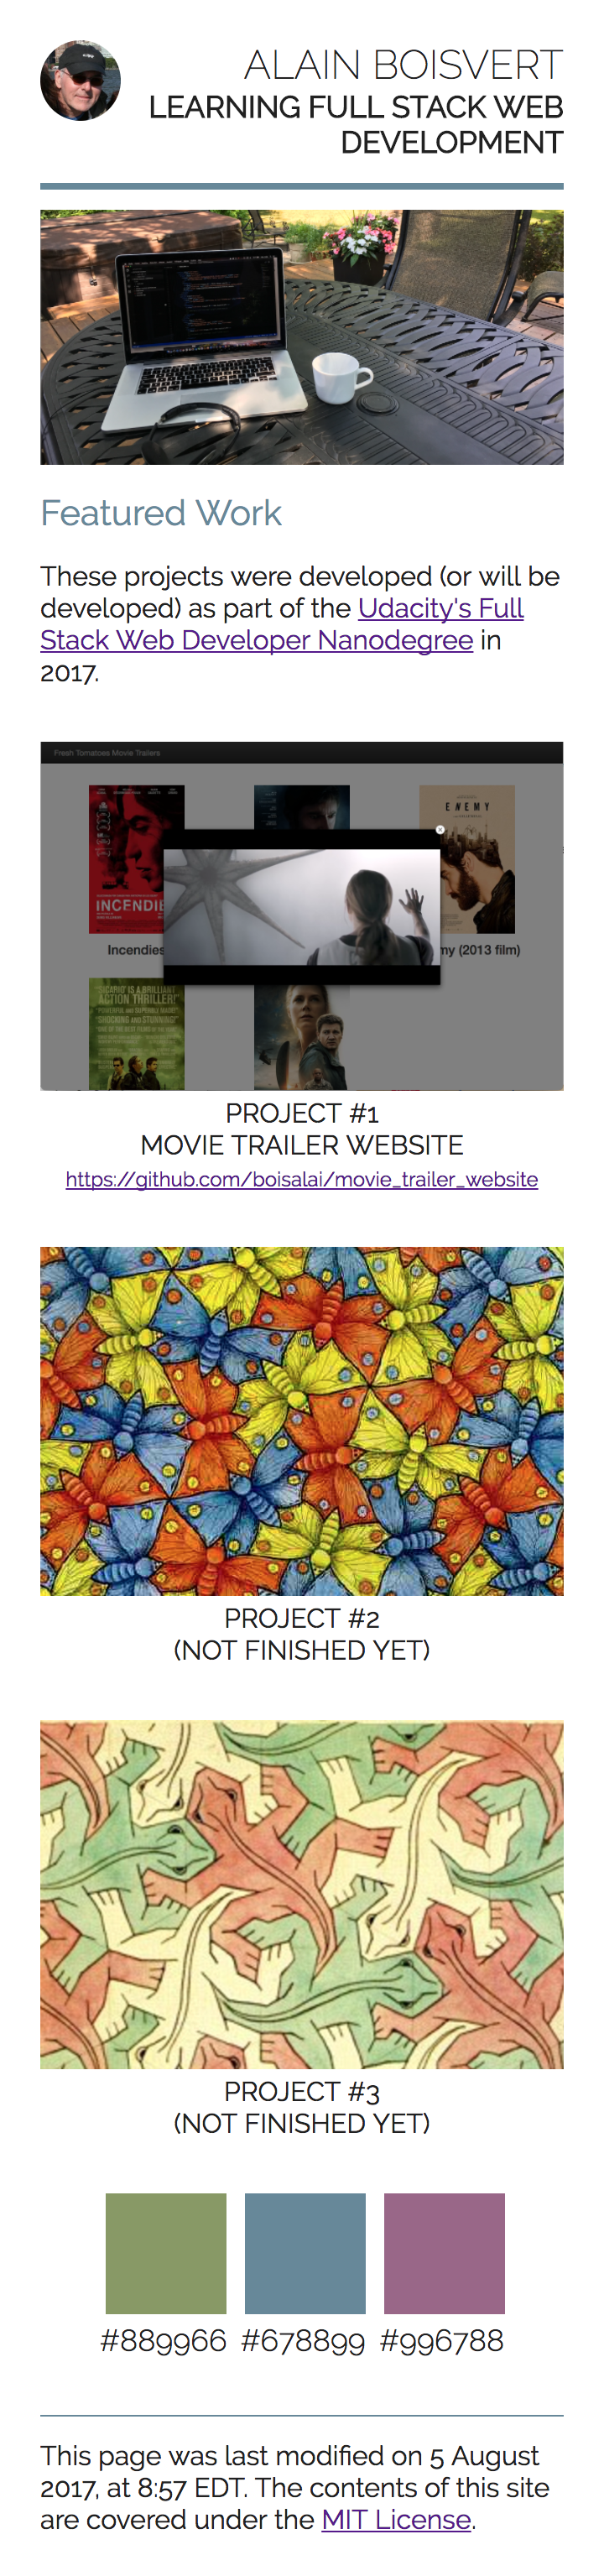 ALAIN BOISVERT
LEARNING FULL STACK WEB
DEVELOPMENT
Featured Work
These projects were developed (or will be
developed) as part of the Udacity's Full
Stack Web Developer Nanodegree in
2017.
Fresh Tomatoes Movie Trailers
ENEMY
INCENDIE
Incendies
my (2013 film)
"SICARIO IS A BRILLIANT
ACTION THRILLER!"
PROJECT #1
MOVIE TRAILER WEBSITE
https://github.com/boisalai/movie_trailer_website
PROJECT #2
(NOT FINISHED YET)
PROJECT #3
(NOT FINISHED YET)
#889966 #678899 #996788
This page was last modified on 5 August
2017, at 8:57 EDT. The contents of this site
are covered under the MIT License.